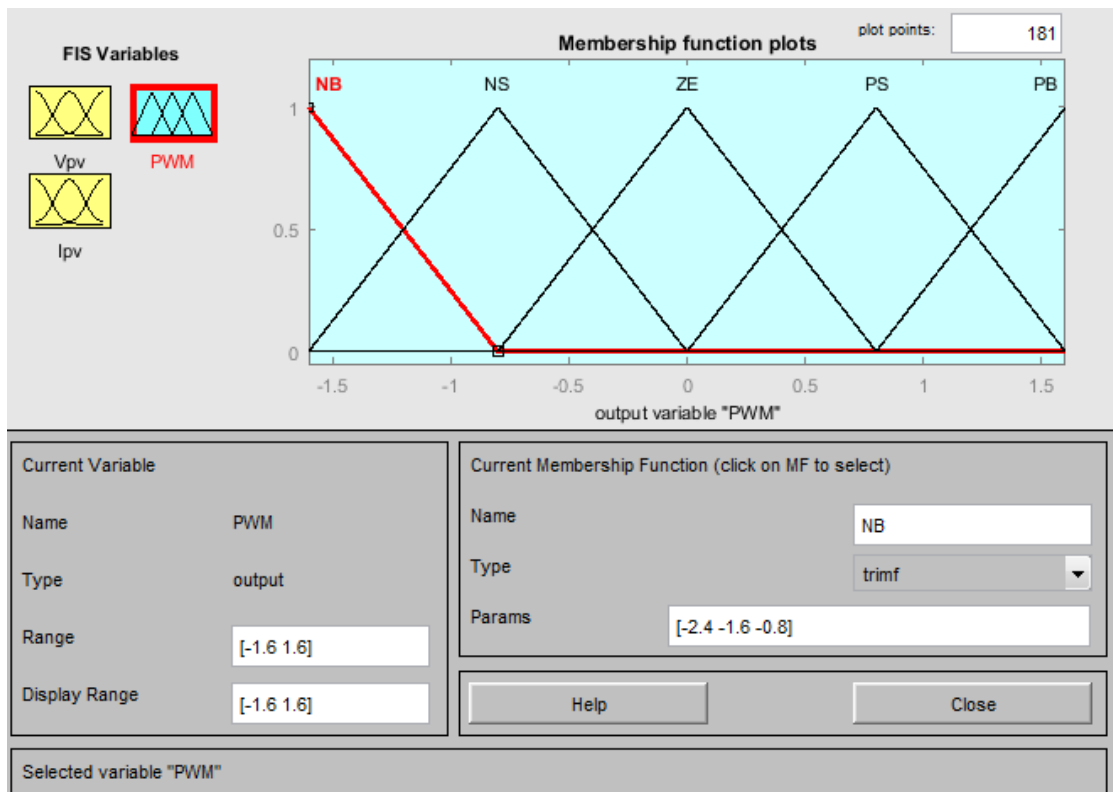 FIS Variables
Vpv
PWM
Ipv
Membership function plots
plot points:
181
NB
NS
ZE
PS
PB
1
0.5
0
-1.5
-1
-0.5
0
0.5
1
1.5
output variable "PWM"
Current Variable
Name
PWM
Type
output
Range
[-1.6 1.6]
Display Range
[-1.6 1.6]
Current Membership Function (click on MF to select)
Name
NB
Type
trimf
Params
[-2.4 -1.6 -0.8]
Help
Close
Selected variable "PWM"